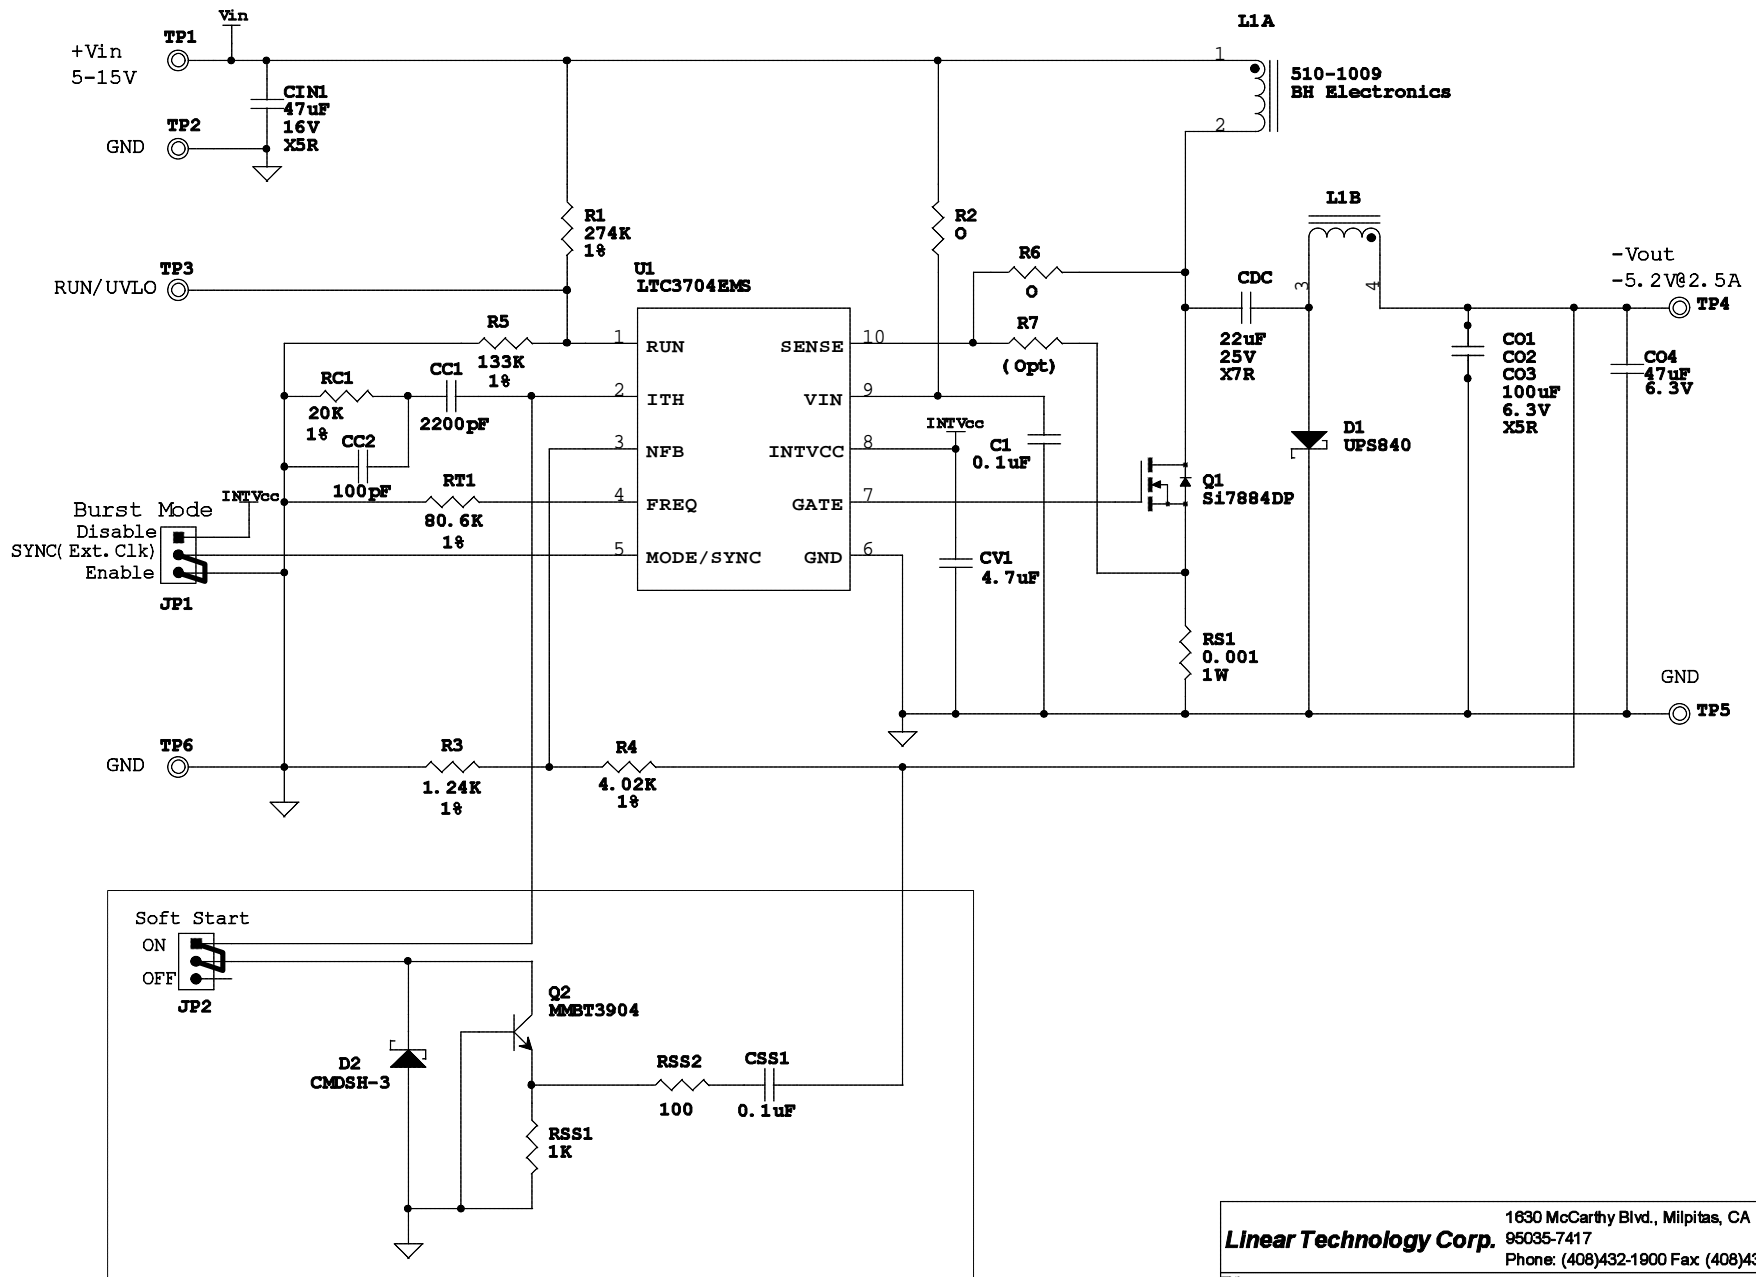 Vin
L1A
TP1
+Vin
5-15V
1
510-1009
BH Electronics
CIN1
47uF
16V
X5R
TP2
GND
2
L1B
R1
274K
1%
R2
0
R6
0
CDC
3
4
-Vout
-5.2V@2.5A
TP4
TP3
RUN/UVLO
U1
LTC3704EMS
R5
133K
1%
1
RUN
SENSE
10
R7
(Opt)
22uF
25V
X7R
CO1
CO2
CO3
100uF
6.3V
X5R
CO4
47uF
6.3V
RC1
20K
1%
CC1
2200pF
2
ITH
VIN
9
CC2
100pF
3
NFB
INTVCC
8
INTVcc
C1
0.1uF
D1
UPS840
RT1
80.6K
1%
4
FREQ
GATE
7
Q1
Si7884DP
INTVcc
Burst Mode
Disable
SYNC(Ext.Clk)
Enable
JP1
5
MODE/SYNC
GND
6
CV1
4.7uF
RS1
0.001
1W
GND
TP5
TP6
GND
R3
1.24K
1%
R4
4.02K
1%
Soft Start
ON
OFF
JP2
Q2
MMBT3904
D2
CMDSH-3
RSS2
100
CSS1
0.1uF
RSS1
1K
Linear Technology Corp.
1630 McCarthy Blvd., Milpitas, CA
95035-7417
Phone: (408)432-1900 Fax (408)43